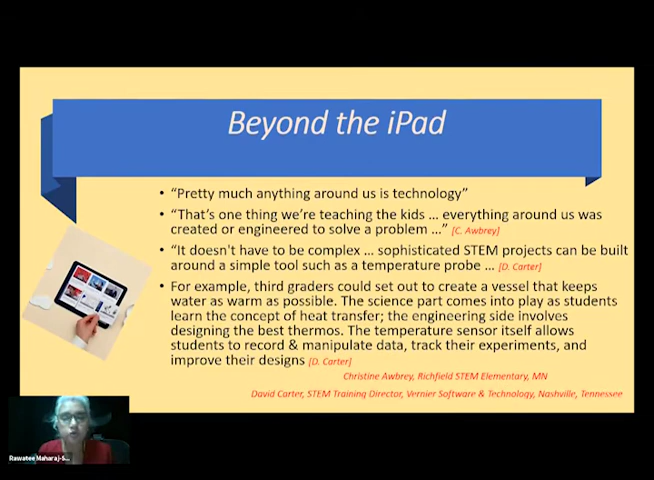 Beyond the iPad
• “Pretty much anything around us is technology”
• “That’s one thing we’re teaching the kids … everything around us was
created or engineered to solve a problem …” [C. Awbrey]
• “It doesn't have to be complex … sophisticated STEM projects can be built
around a simple tool such as a temperature probe … [D. Carter]
• For example, third graders could set out to create a vessel that keeps
water as warm as possible. The science part comes into play as students
learn the concept of heat transfer; the engineering side involves
designing the best thermos. The temperature sensor itself allows
students to record & manipulate data, track their experiments, and
improve their designs [D. Carter]
Christine Awbrey, Richfield STEM Elementary, MN
David Carter, STEM Training Director, Vernier Software & Technology, Nashville, Tennessee
Rawatee Maharaj-S...